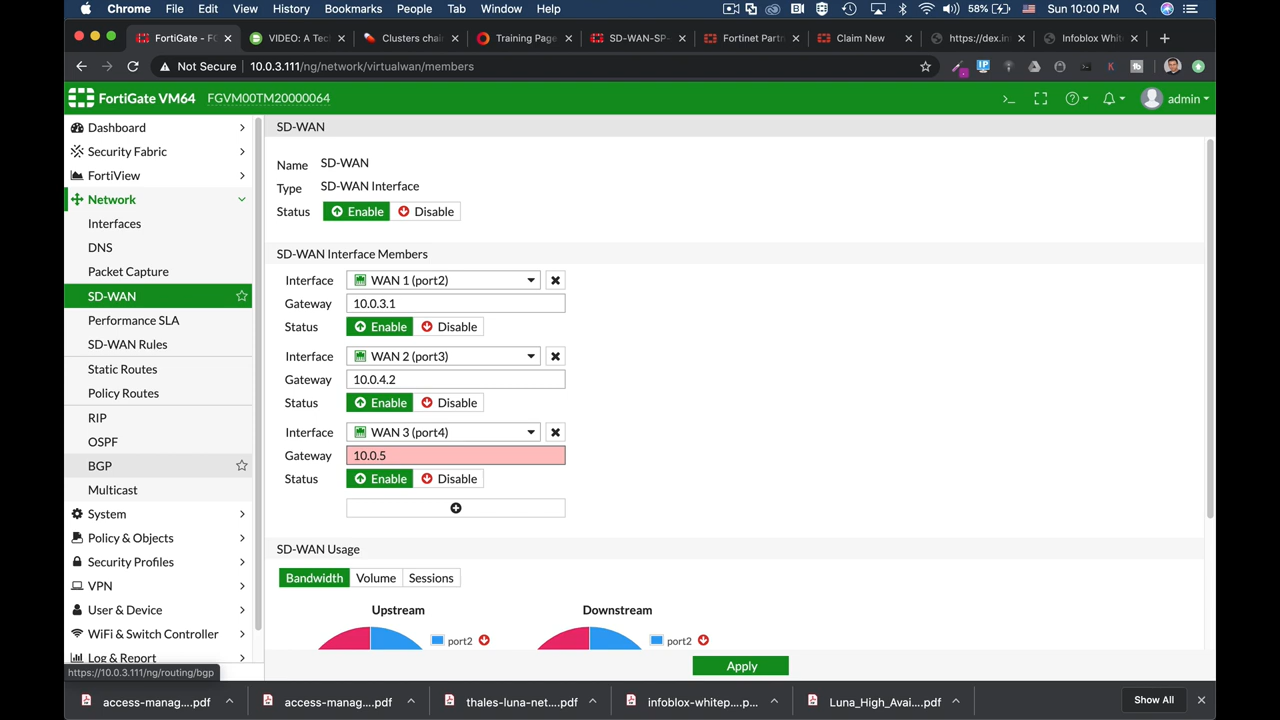 Chrome File Edit View History Bookmarks People Tab Window Help 58% Sun 10:00 PM
FortiGate - FC VIDEO: A Tec Clusters chai Training Page SD-WAN-SP- Fortinet Partn Claim New https://dex.in Infoblox Whit
Not Secure 10.0.3.111/ng/network/virtualwan/members
FortiGate VM64 FGVM00TM20000064 admin
Dashboard
Security Fabric
FortiView
Network
Interfaces
DNS
Packet Capture
SD-WAN
Performance SLA
SD-WAN Rules
Static Routes
Policy Routes
RIP
OSPF
BGP
Multicast
System
Policy & Objects
Security Profiles
VPN
User & Device
WiFi & Switch Controller
Log & Report
https://10.0.3.111/ng/routing/bgp
SD-WAN
Name SD-WAN
Type SD-WAN Interface
Status Enable Disable
SD-WAN Interface Members
Interface WAN 1 (port2)
Gateway 10.0.3.1
Status Enable Disable
Interface WAN 2 (port3)
Gateway 10.0.4.2
Status Enable Disable
Interface WAN 3 (port4)
Gateway 10.0.5
Status Enable Disable
SD-WAN Usage
Bandwidth Volume Sessions
Upstream Downstream
port2 port2
Apply
access-manag....pdf access-manag....pdf thales-luna-net....pdf infoblox-whitep....p... Luna_High_Avai....pdf Show All